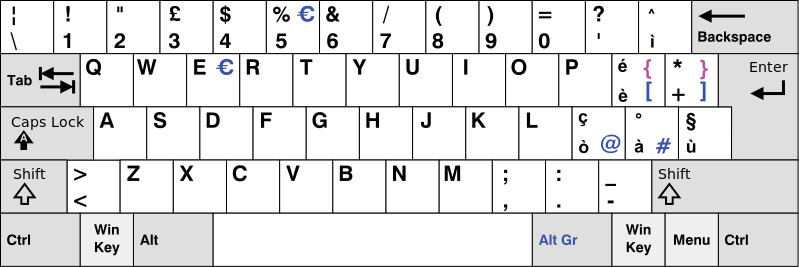 ¦ ! " £ $ % € & / ( ) = ? ^ Backspace
\ 1 2 3 4 5 6 7 8 9 0 ' ì
Tab Q W E € R T Y U I O P é { * } Enter
è [ + ]
Caps Lock A S D F G H J K L ç ° §
A ò @ à # ù
Shift > Z X C V B N M ; : _ Shift
< , . -
Ctrl Win Key Alt Alt Gr Win Key Menu Ctrl